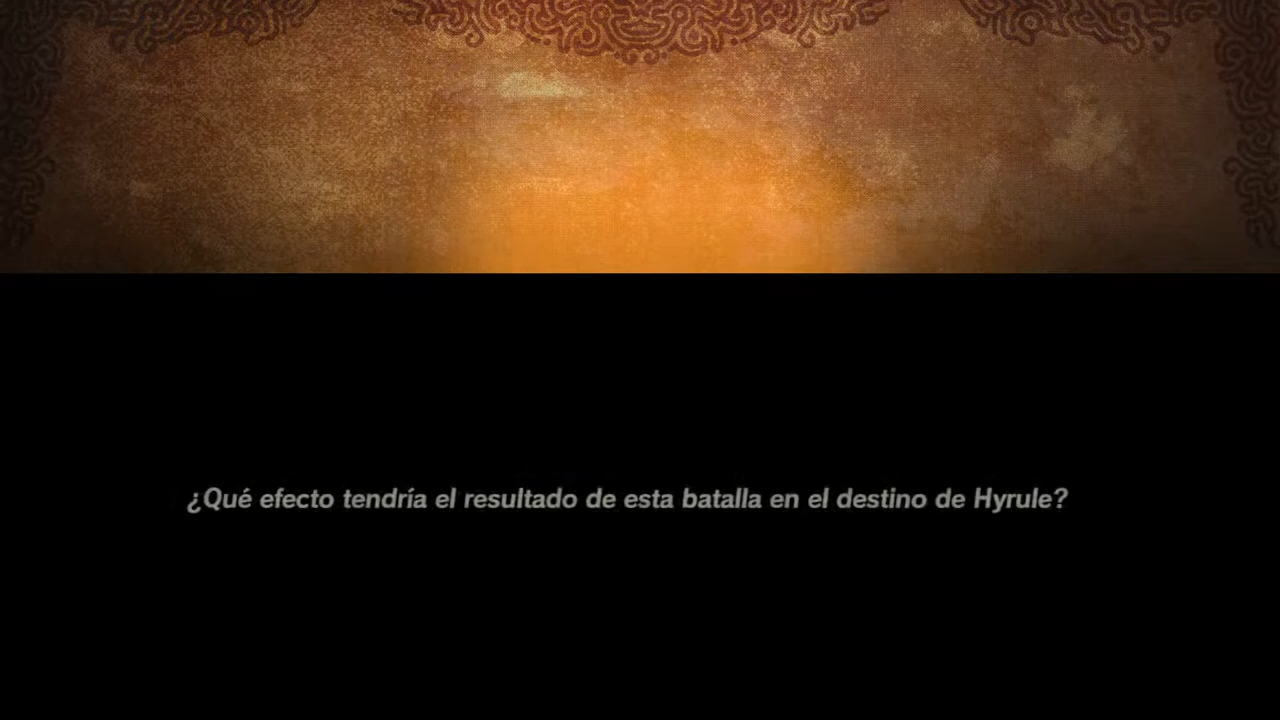 ¿Qué efecto tendría el resultado de esta batalla en el destino de Hyrule?